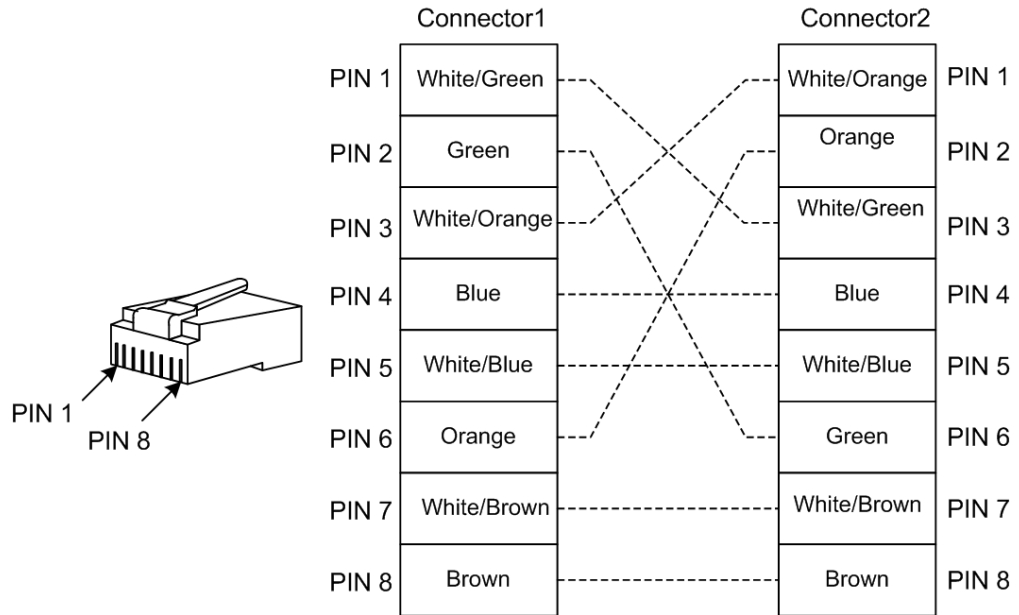 Connector1 Connector2
PIN 1 White/Green White/Orange PIN 1
PIN 2 Green Orange PIN 2
PIN 3 White/Orange White/Green PIN 3
PIN 4 Blue Blue PIN 4
PIN 5 White/Blue White/Blue PIN 5
PIN 6 Orange Green PIN 6
PIN 7 White/Brown White/Brown PIN 7
PIN 8 Brown Brown PIN 8
PIN 1
PIN 8